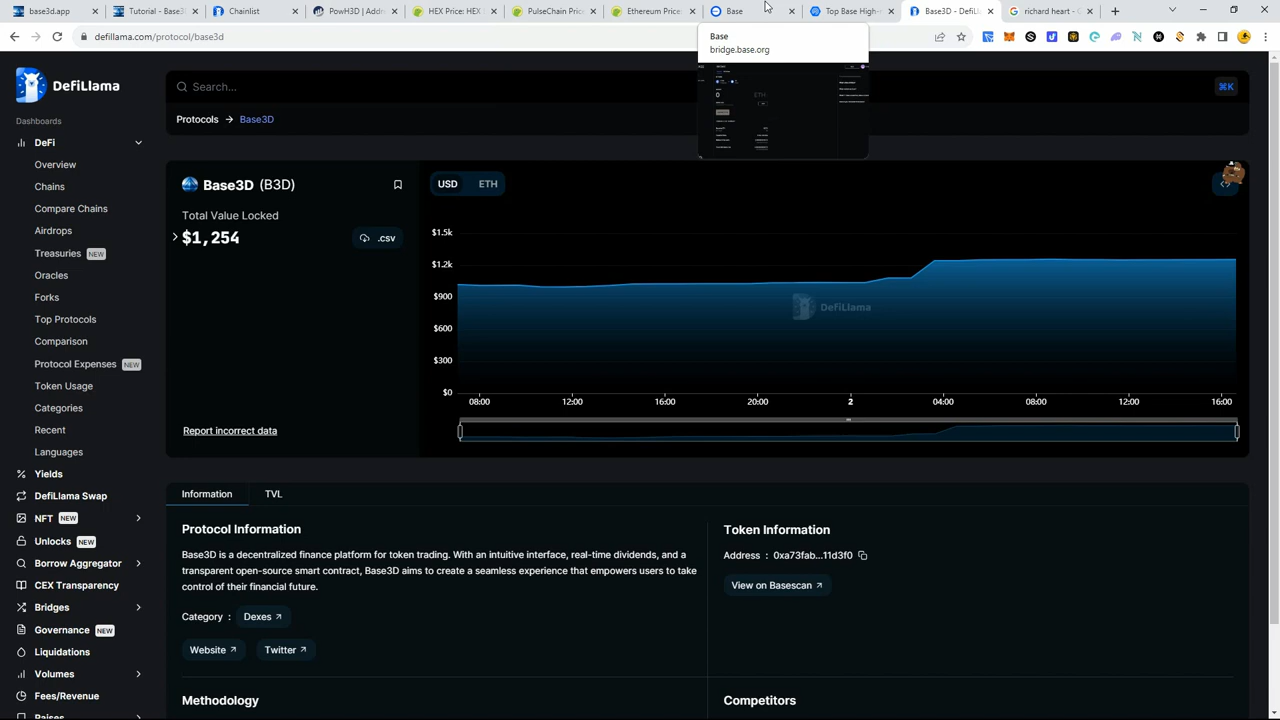 base3d.app
Tutorial - Base3
Chainlist
PowH3D | Addre
HEX Price: HEX
PulseChain Price
Ethereum Price:
Base
Top Base High-
Base3D - DefiLl
richard heart - G
defillama.com/protocol/base3d
Base
bridge.base.org
0
ETH
DefiLlama
Search...
⌘K
Dashboards
DeFi
Overview
Chains
Compare Chains
Airdrops
Treasuries NEW
Oracles
Forks
Top Protocols
Comparison
Protocol Expenses NEW
Token Usage
Categories
Recent
Languages
Yields
DefiLlama Swap
NFT NEW
Unlocks NEW
Borrow Aggregator
CEX Transparency
Bridges
Governance NEW
Liquidations
Volumes
Fees/Revenue
Raises
Protocols → Base3D
Base3D (B3D)
Total Value Locked
$1,254
.csv
Report incorrect data
USD ETH
$1.5k
$1.2k
$900
$600
$300
$0
DefiLlama
08:00 12:00 16:00 20:00 2 04:00 08:00 12:00 16:00
Information TVL
Protocol Information
Base3D is a decentralized finance platform for token trading. With an intuitive interface, real-time dividends, and a
transparent open-source smart contract, Base3D aims to create a seamless experience that empowers users to take
control of their financial future.
Category : Dexes
Website Twitter
Methodology
Token Information
Address : 0xa73fab...11d3f0
View on Basescan
Competitors